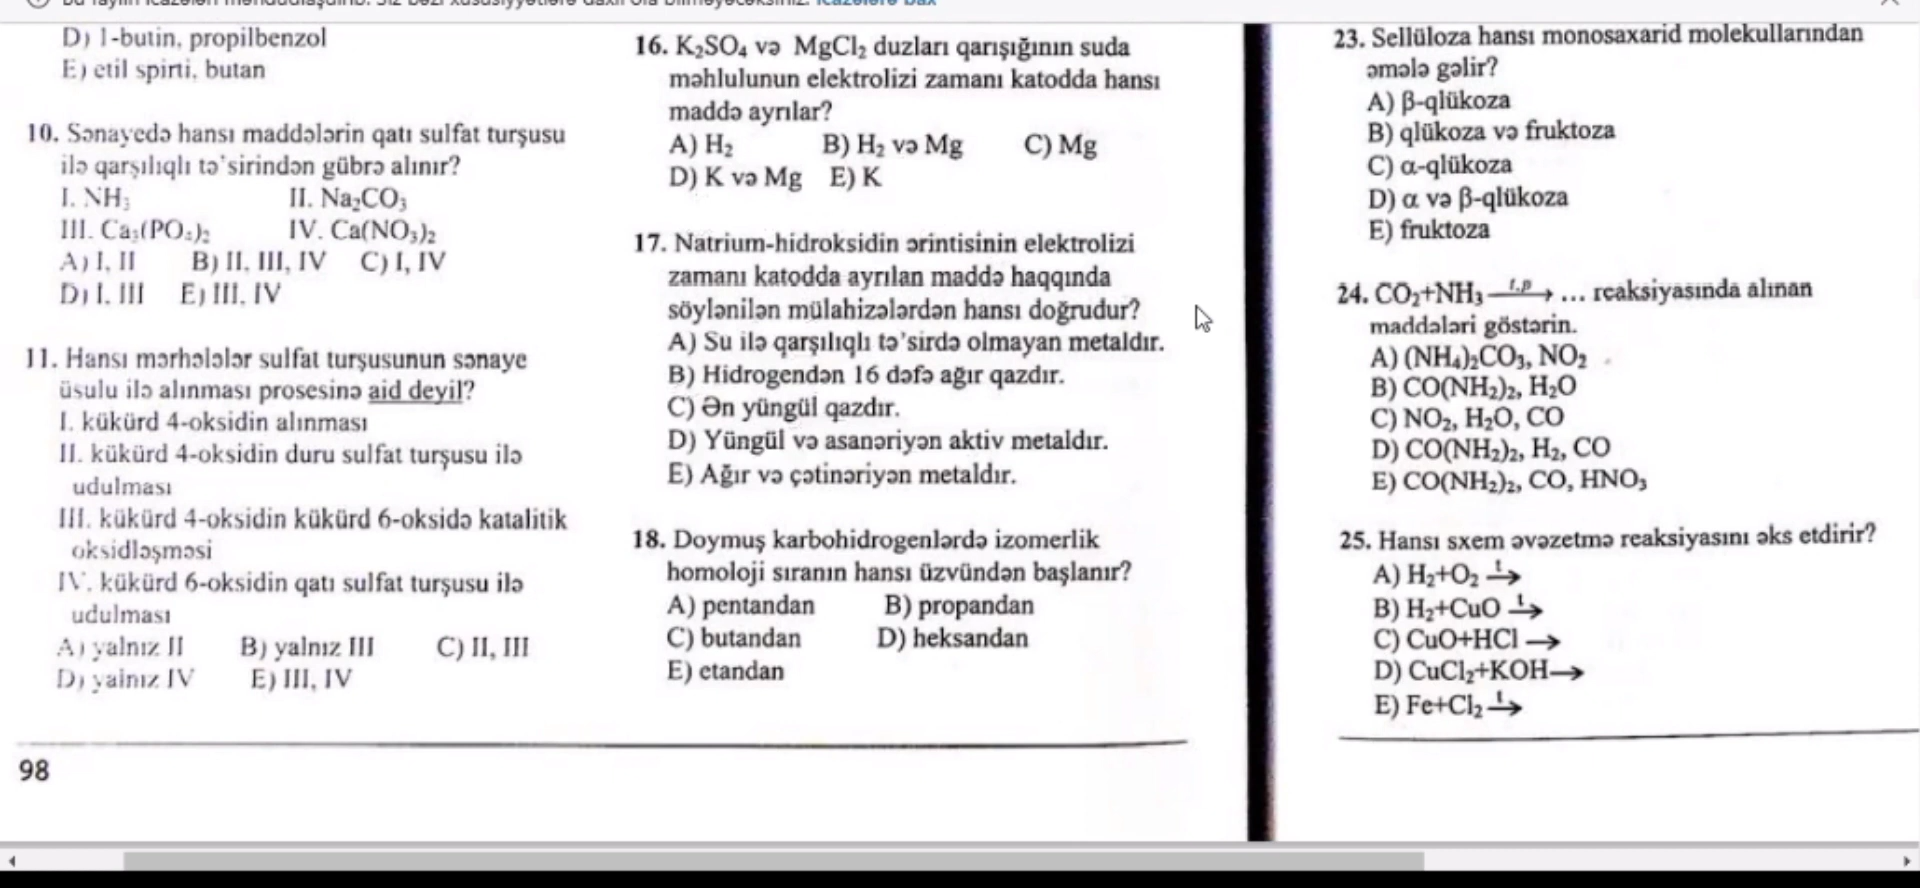 D) 1-butin, propilbenzol
E) etil spirti, butan
10. Sənayedə hansı maddələrin qatı sulfat turşusu
ilə qarşılıqlı tə'sirindən gübrə alınır?
I. NH₃ II. Na₂CO₃
III. Ca₃(PO₄)₂ IV. Ca(NO₃)₂
A) I, II B) II, III, IV C) I, IV
D) I, III E) III, IV
11. Hansı mərhələlər sulfat turşusunun sənaye
üsulu ilə alınması prosesinə aid deyil?
I. kükürd 4-oksidin alınması
II. kükürd 4-oksidin duru sulfat turşusu ilə
udulması
III. kükürd 4-oksidin kükürd 6-oksidə katalitik
oksidləşməsi
IV. kükürd 6-oksidin qatı sulfat turşusu ilə
udulması
A) yalnız II B) yalnız III C) II, III
D) yalnız IV E) III, IV
98
16. K₂SO₄ və MgCl₂ duzları qarışığının suda
məhlulunun elektrolizi zamanı katodda hansı
maddə ayrılar?
A) H₂ B) H₂ və Mg C) Mg
D) K və Mg E) K
17. Natrium-hidroksidin ərintisinin elektrolizi
zamanı katodda ayrılan maddə haqqında
söylənilən mülahizələrdən hansı doğrudur?
A) Su ilə qarşılıqlı tə'sirdə olmayan metaldır.
B) Hidrogendən 16 dəfə ağır qazdır.
C) Ən yüngül qazdır.
D) Yüngül və asanəriyən aktiv metaldır.
E) Ağır və çətinəriyən metaldır.
18. Doymuş karbohidrogenlərdə izomerlik
homoloji sıranın hansı üzvündən başlanır?
A) pentandan B) propandan
C) butandan D) heksandan
E) etandan
23. Sellüloza hansı monosaxarid molekullarından
əmələ gəlir?
A) β-qlükoza
B) qlükoza və fruktoza
C) α-qlükoza
D) α və β-qlükoza
E) fruktoza
24. CO₂+NH₃ t,p→ ... reaksiyasında alınan
maddələri göstərin.
A) (NH₄)₂CO₃, NO₂
B) CO(NH₂)₂, H₂O
C) NO₂, H₂O, CO
D) CO(NH₂)₂, H₂, CO
E) CO(NH₂)₂, CO, HNO₃
25. Hansı sxem əvəzetmə reaksiyasını əks etdirir?
A) H₂+O₂ t→
B) H₂+CuO t→
C) CuO+HCl →
D) CuCl₂+KOH→
E) Fe+Cl₂ t→